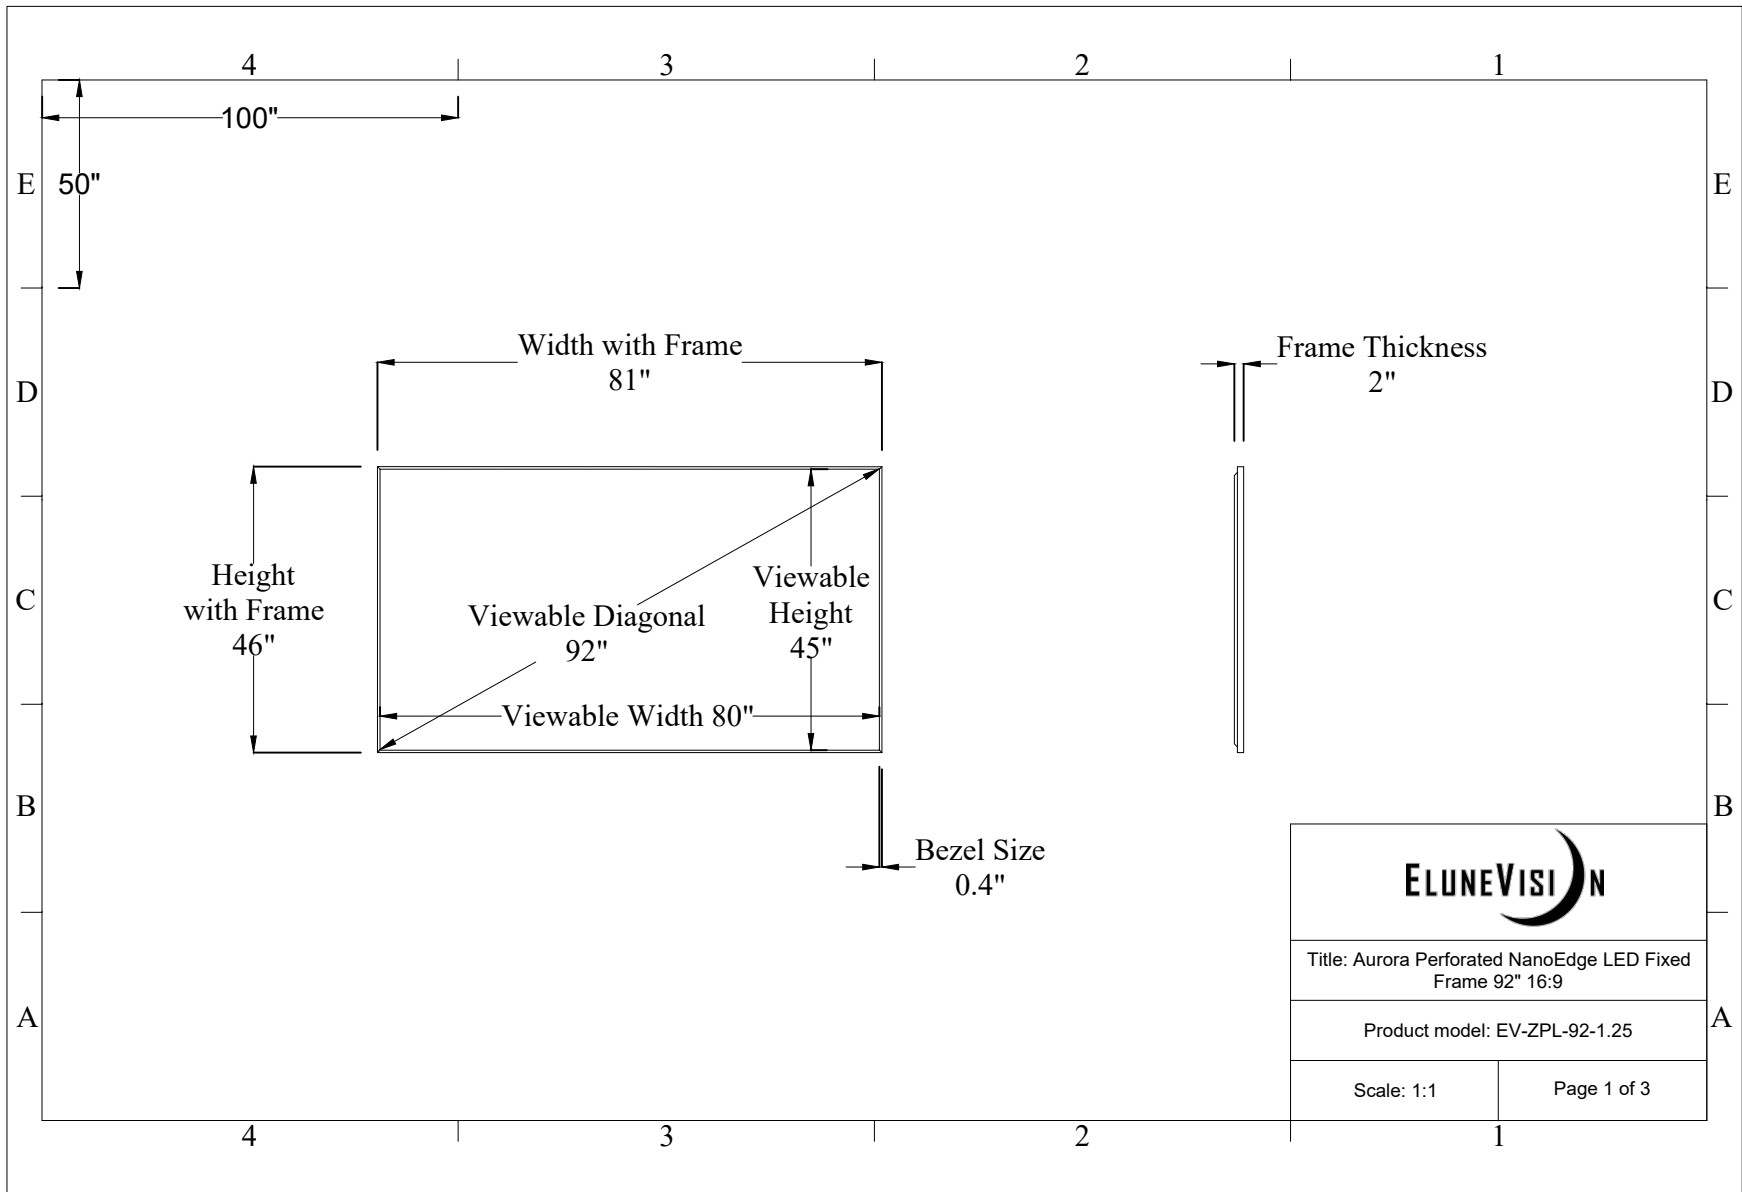 4 3 2 1
100"
E 50" E
Width with Frame
81"
Frame Thickness
2"
D D
Height
with Frame
46"
Viewable Diagonal
92"
Viewable
Height
45"
C C
Viewable Width 80"
B B
Bezel Size
0.4"
ELUNEVISION
Title: Aurora Perforated NanoEdge LED Fixed
Frame 92" 16:9
A A
Product model: EV-ZPL-92-1.25
Scale: 1:1 Page 1 of 3
4 3 2 1